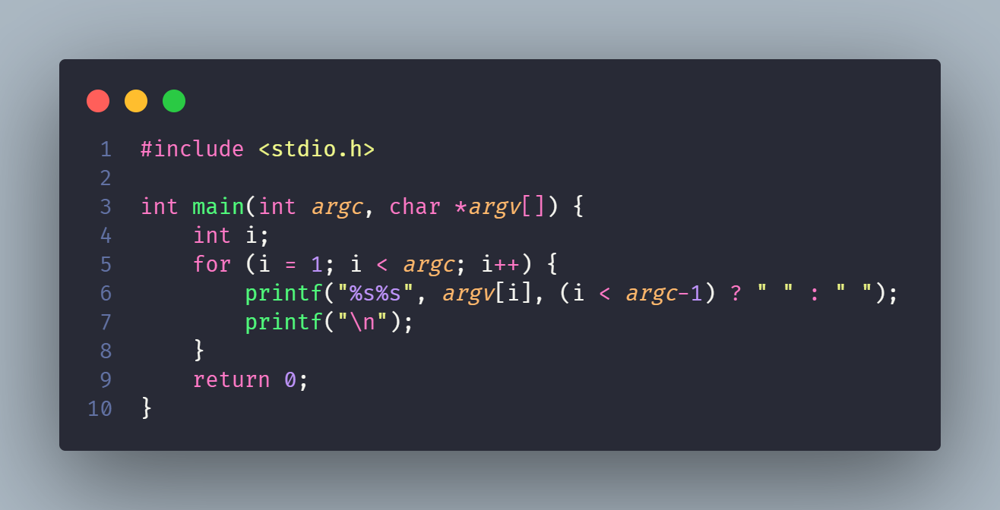 1 #include <stdio.h>
2
3 int main(int argc, char *argv[]) {
4     int i;
5     for (i = 1; i < argc; i++) {
6         printf("%s%s", argv[i], (i < argc-1) ? " " : " ");
7         printf("\n");
8     }
9     return 0;
10 }